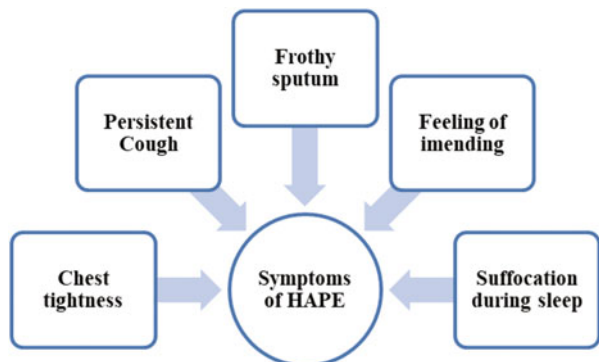 Frothy
sputum
Persistent
Cough
Feeling of
imending
Chest
tightness
Symptoms
of HAPE
Suffocation
during sleep